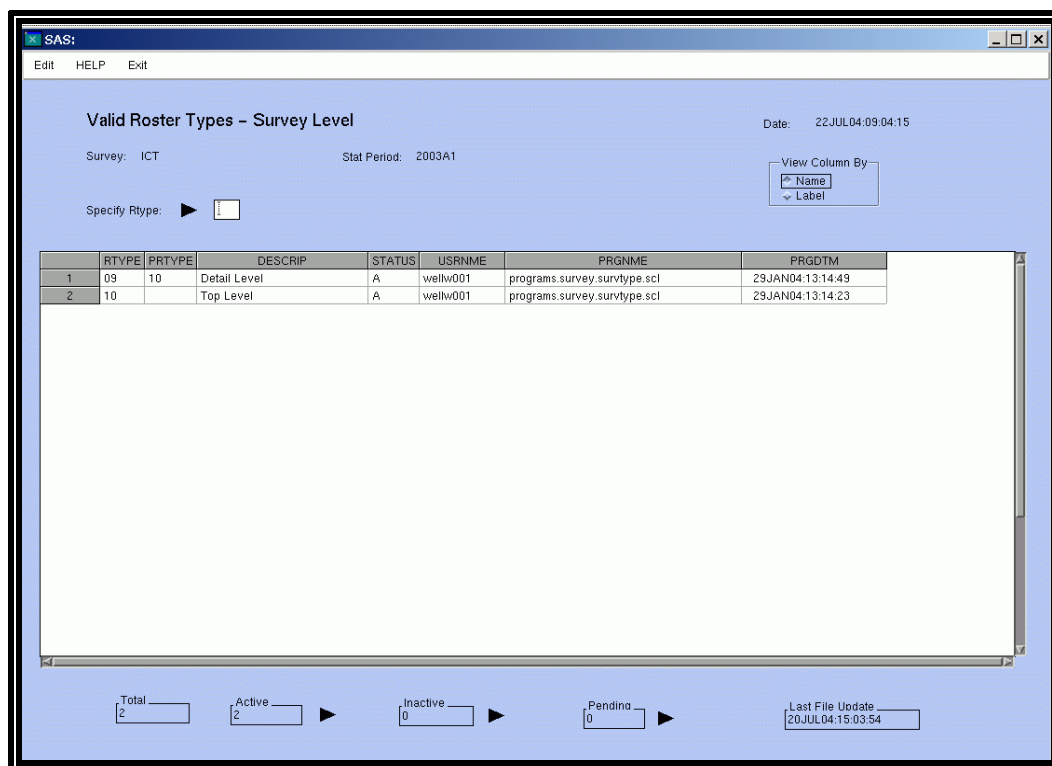 SAS:
Edit HELP Exit
Valid Roster Types – Survey Level
Date: 22JUL04:09:04:15
Survey: ICT Stat Period: 2003A1
View Column By
Name
Label
Specify Rtype:
RTYPE PRTYPE DESCRIP STATUS USRNME PRGNME PRGDTM
1 09 10 Detail Level A wellw001 programs.survey.survtype.scl 29JAN04:13:14:49
2 10 Top Level A wellw001 programs.survey.survtype.scl 29JAN04:13:14:23
Total Active Inactive Pending Last File Update
2 2 0 0 20JUL04:15:03:54